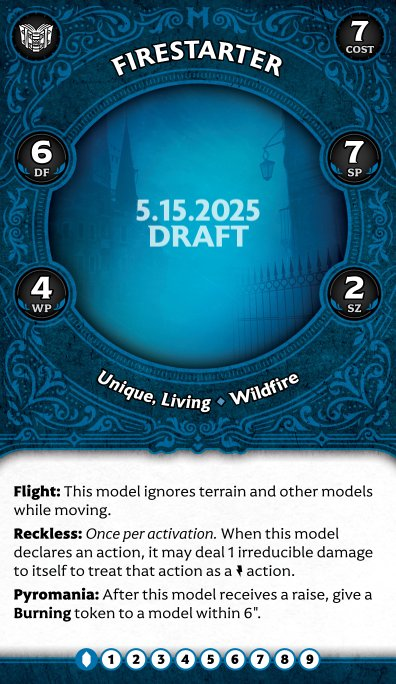 7
COST
FIRESTARTER
6
DF
7
SP
5.15.2025
DRAFT
4
WP
2
SZ
Unique, Living ◆ Wildfire
Flight: This model ignores terrain and other models
while moving.
Reckless: Once per activation. When this model
declares an action, it may deal 1 irreducible damage
to itself to treat that action as a action.
Pyromania: After this model receives a raise, give a
Burning token to a model within 6".
1 2 3 4 5 6 7 8 9